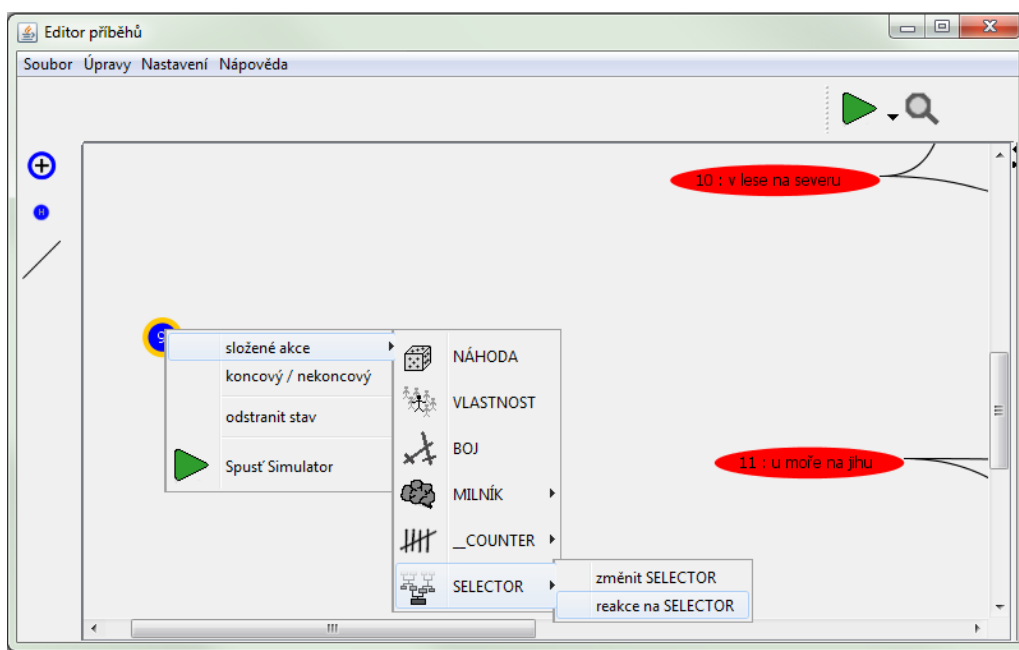 Editor příběhů
Soubor Úpravy Nastavení Nápověda
10 : v lese na severu
H
9
složené akce
koncový / nekoncový
odstranit stav
Spusť Simulator
NÁHODA
VLASTNOST
BOJ
MILNÍK
_COUNTER
SELECTOR
11 : u moře na jihu
změnit SELECTOR
reakce na SELECTOR